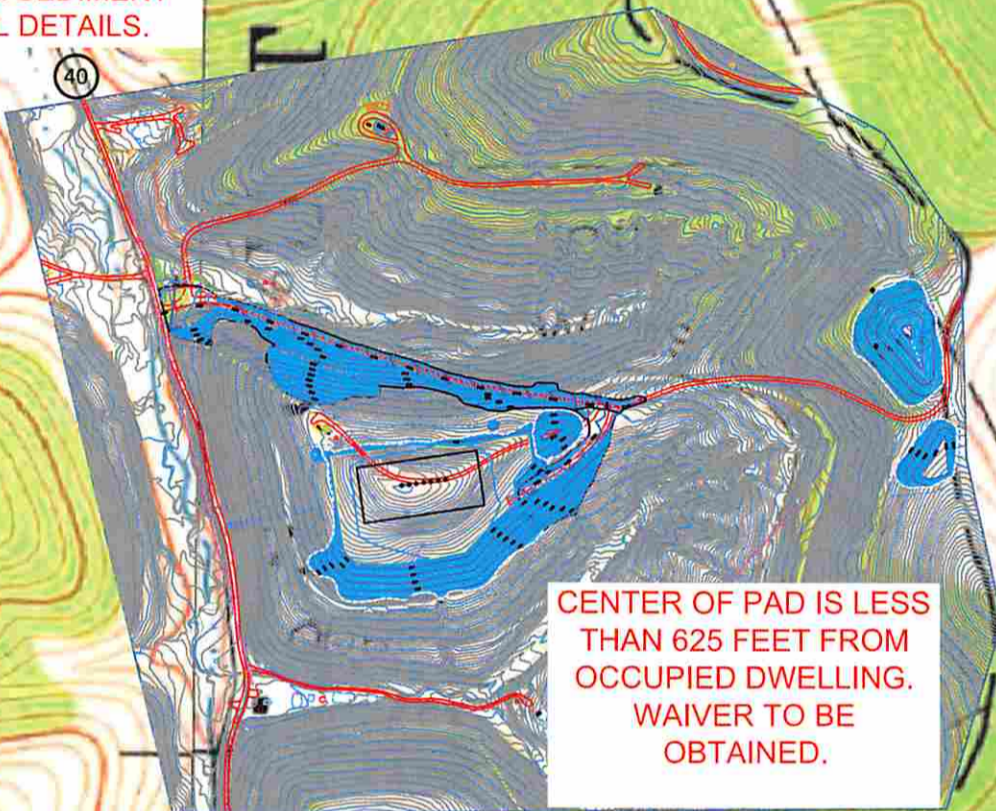 L DETAILS.
40
T
CENTER OF PAD IS LESS
THAN 625 FEET FROM
OCCUPIED DWELLING.
WAIVER TO BE
OBTAINED.